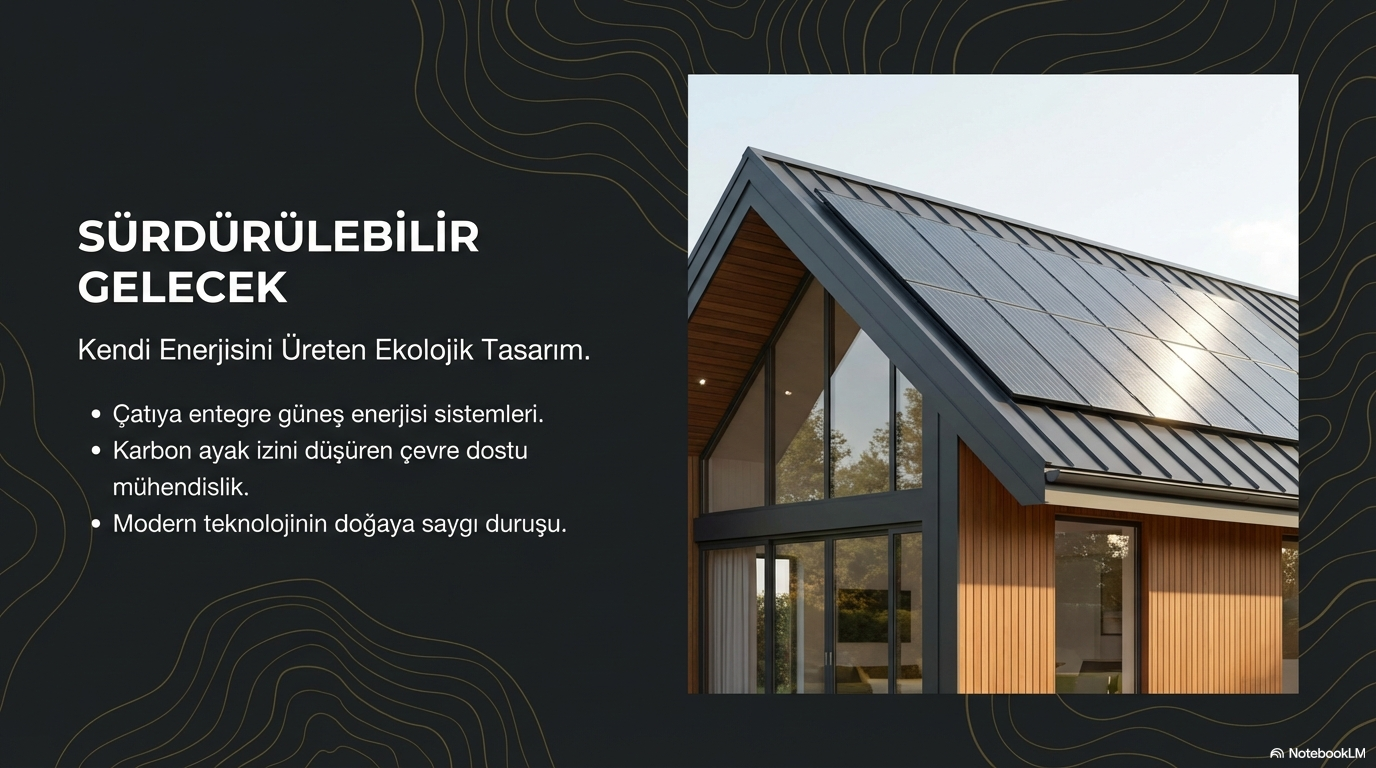 SÜRDÜRÜLEBİLİR
GELECEK
Kendi Enerjisini Üreten Ekolojik Tasarım.
• Çatıya entegre güneş enerjisi sistemleri.
• Karbon ayak izini düşüren çevre dostu
mühendislik.
• Modern teknolojinin doğaya saygı duruşu.
NotebookLM